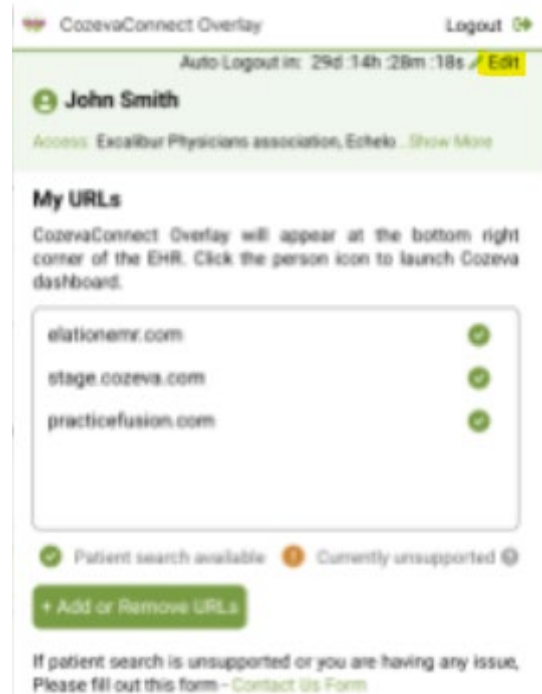 CozevaConnect Overlay Logout
Auto Logout in: 29d :14h :28m :18s Edit
John Smith
Access: Excalibur Physicians association, Echelo...Show More
My URLs
CozevaConnect Overlay will appear at the bottom right
corner of the EHR. Click the person icon to launch Cozeva
dashboard.
elationemr.com
stage.cozeva.com
practicefusion.com
Patient search available Currently unsupported
+ Add or Remove URLs
If patient search is unsupported or you are having any issue,
Please fill out this form - Contact Us Form